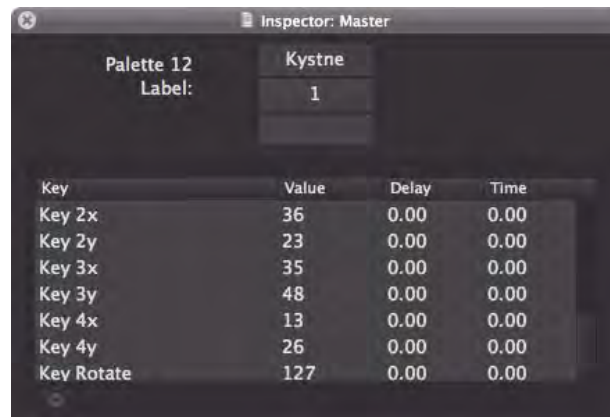 Inspector: Master
Palette 12 Kystne
Label: 1
Key Value Delay Time
Key 2x 36 0.00 0.00
Key 2y 23 0.00 0.00
Key 3x 35 0.00 0.00
Key 3y 48 0.00 0.00
Key 4x 13 0.00 0.00
Key 4y 26 0.00 0.00
Key Rotate 127 0.00 0.00